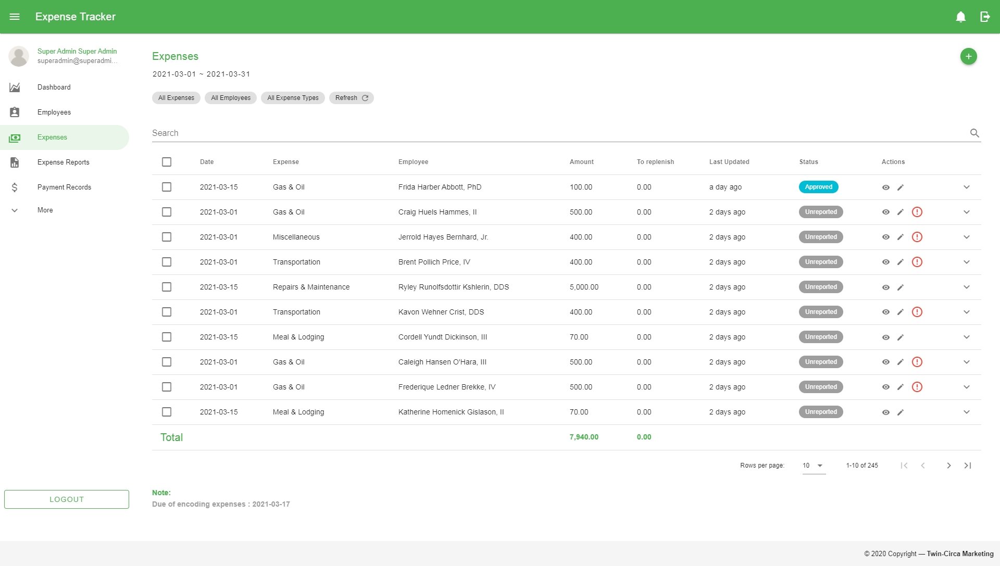 Expense Tracker
Super Admin Super Admin
superadmin@superadmi...
Dashboard
Employees
Expenses
Expense Reports
Payment Records
More
LOGOUT
Expenses
2021-03-01 ~ 2021-03-31
All Expenses All Employees All Expense Types Refresh
Search
Date Expense Employee Amount To replenish Last Updated Status Actions
2021-03-15 Gas & Oil Frida Harber Abbott, PhD 100.00 0.00 a day ago Approved
2021-03-01 Gas & Oil Craig Huels Hammes, II 500.00 0.00 2 days ago Unreported
2021-03-01 Miscellaneous Jerrold Hayes Bernhard, Jr. 400.00 0.00 2 days ago Unreported
2021-03-01 Transportation Brent Pollich Price, IV 400.00 0.00 2 days ago Unreported
2021-03-15 Repairs & Maintenance Ryley Runolfsdottir Kshlerin, DDS 5,000.00 0.00 2 days ago Unreported
2021-03-01 Transportation Kavon Wehner Crist, DDS 400.00 0.00 2 days ago Unreported
2021-03-15 Meal & Lodging Cordell Yundt Dickinson, III 70.00 0.00 2 days ago Unreported
2021-03-01 Gas & Oil Caleigh Hansen O'Hara, III 500.00 0.00 2 days ago Unreported
2021-03-01 Gas & Oil Frederique Ledner Brekke, IV 500.00 0.00 2 days ago Unreported
2021-03-15 Meal & Lodging Katherine Homenick Gislason, II 70.00 0.00 2 days ago Unreported
Total 7,940.00 0.00
Rows per page: 10 1-10 of 245
Note:
Due of encoding expenses : 2021-03-17
© 2020 Copyright — Twin-Circa Marketing